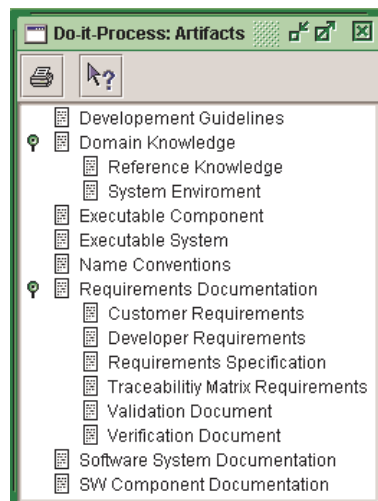 Do-it-Process: Artifacts
?
Developement Guidelines
Domain Knowledge
Reference Knowledge
System Enviroment
Executable Component
Executable System
Name Conventions
Requirements Documentation
Customer Requirements
Developer Requirements
Requirements Specification
Traceabilitiy Matrix Requirements
Validation Document
Verification Document
Software System Documentation
SW Component Documentation